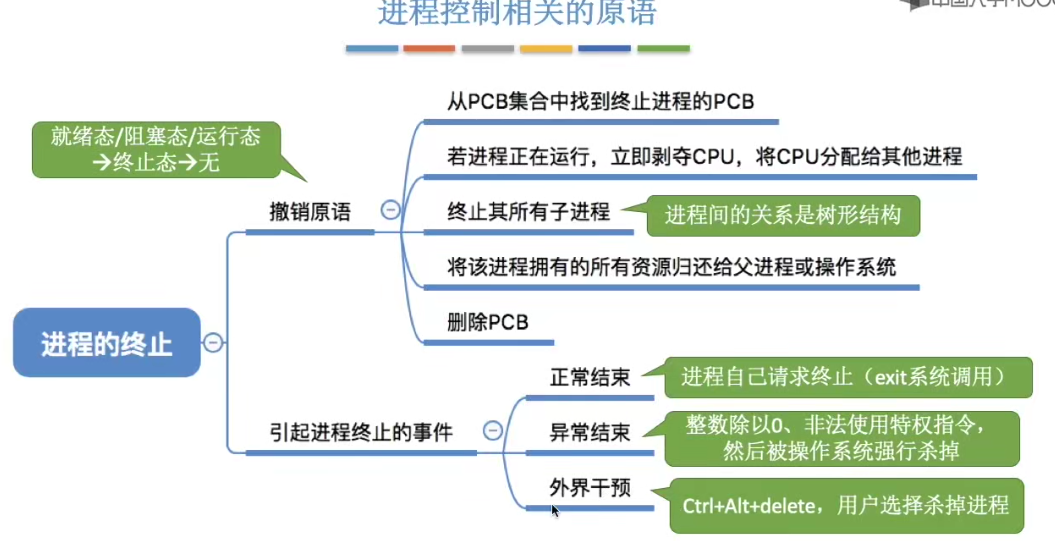 进程控制相关的原语
中国大学MOOC
从PCB集合中找到终止进程的PCB
就绪态/阻塞态/运行态
→终止态→无
若进程正在运行，立即剥夺CPU，将CPU分配给其他进程
撤销原语
终止其所有子进程
进程间的关系是树形结构
将该进程拥有的所有资源归还给父进程或操作系统
删除PCB
进程的终止
正常结束
进程自己请求终止（exit系统调用）
引起进程终止的事件
异常结束
整数除以0、非法使用特权指令，
然后被操作系统强行杀掉
外界干预
Ctrl+Alt+delete，用户选择杀掉进程